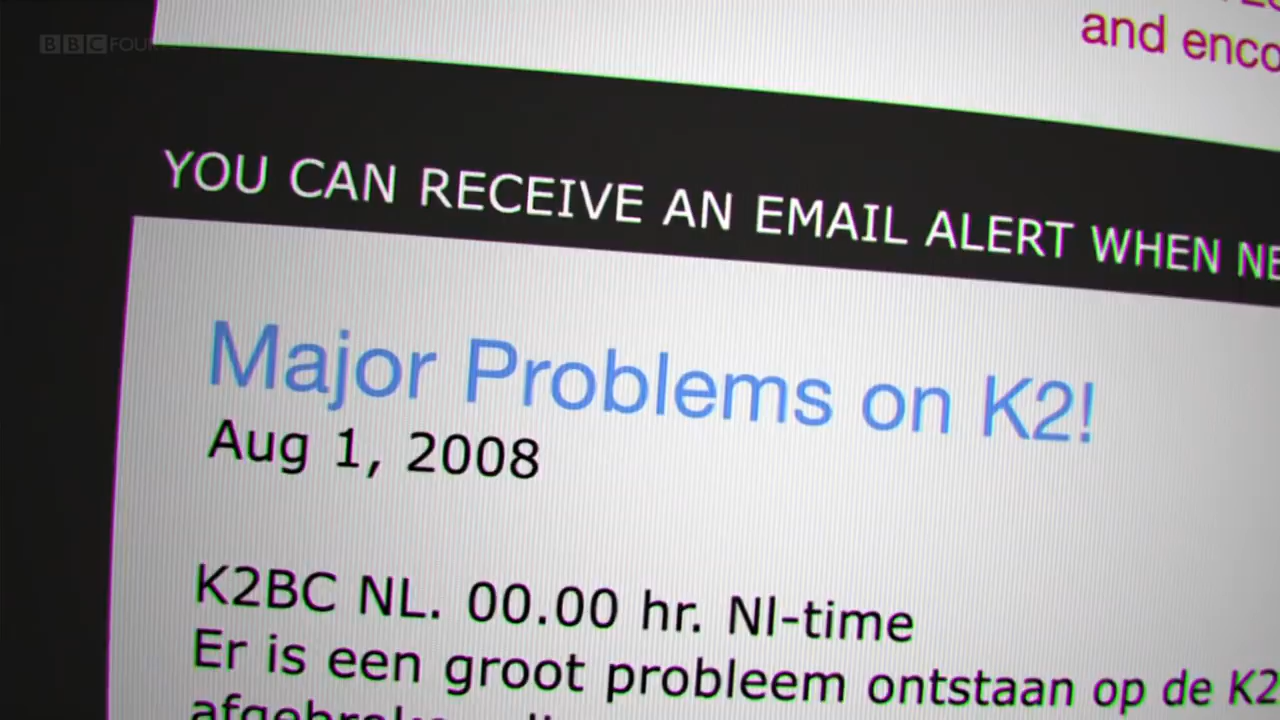 BBC FOUR
and enco
YOU CAN RECEIVE AN EMAIL ALERT WHEN NE
Major Problems on K2!
Aug 1, 2008
K2BC NL. 00.00 hr. Nl-time
Er is een groot probleem ontstaan op de K2